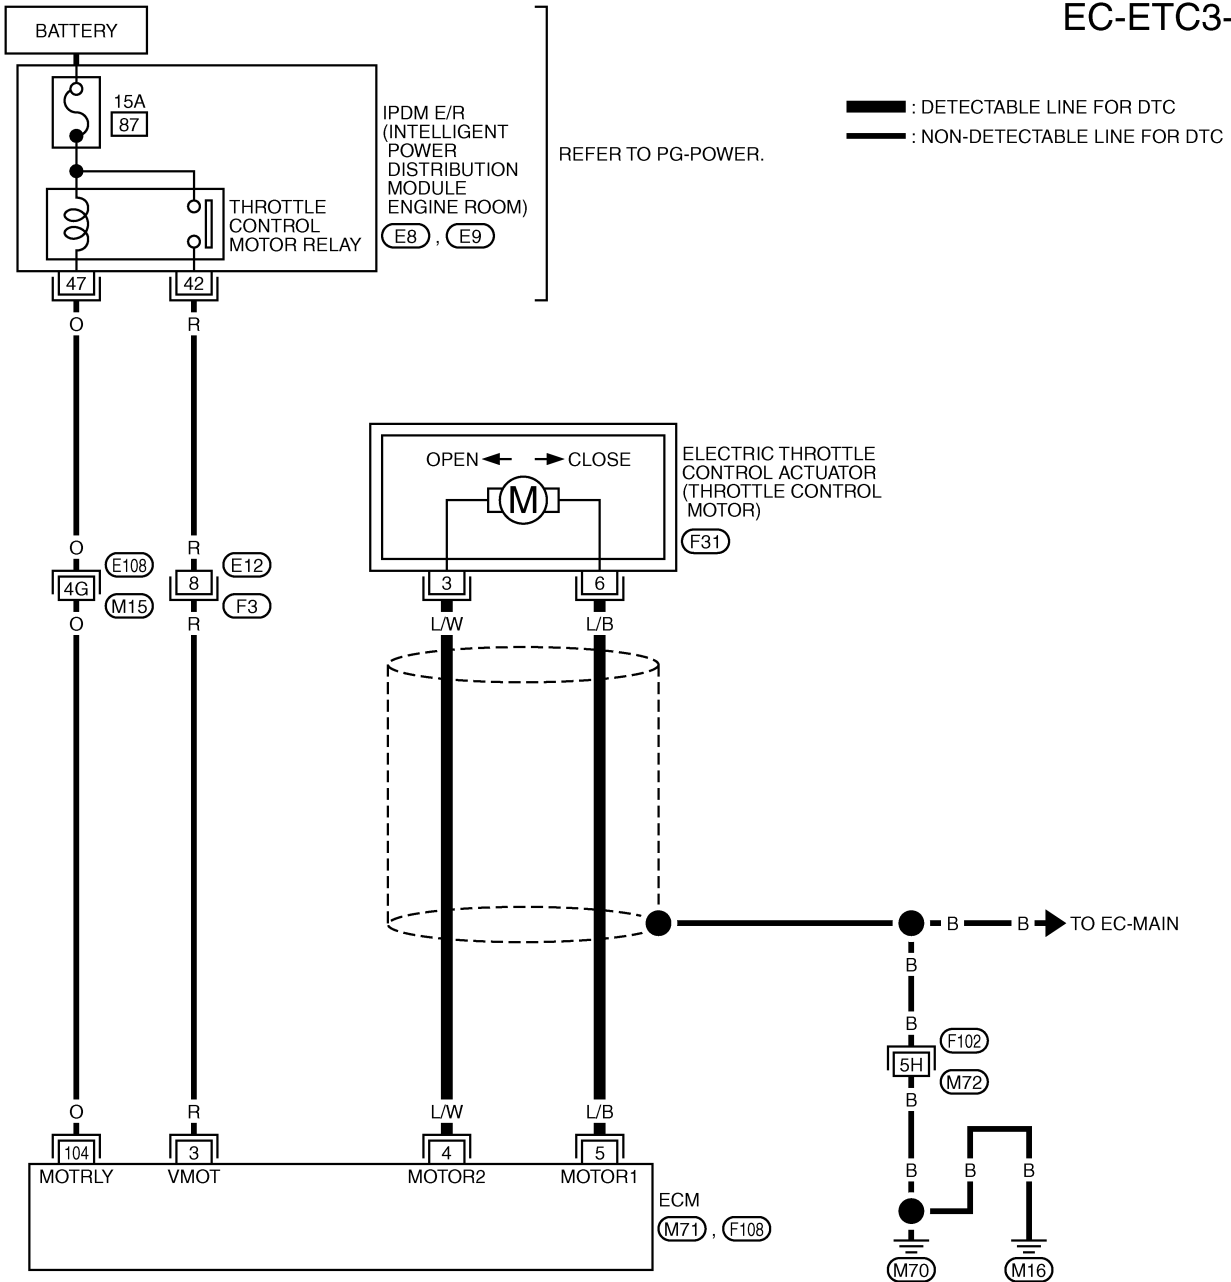 EC-ETC3-
BATTERY
15A
87
IPDM E/R
(INTELLIGENT
POWER
DISTRIBUTION
MODULE
ENGINE ROOM)
E8 , E9
REFER TO PG-POWER.
: DETECTABLE LINE FOR DTC
: NON-DETECTABLE LINE FOR DTC
THROTTLE
CONTROL
MOTOR RELAY
47 42
O R
OPEN CLOSE
M
ELECTRIC THROTTLE
CONTROL ACTUATOR
(THROTTLE CONTROL
MOTOR)
F31
O R
E108 E12
4G 8 3 6
M15 F3
O R L/W L/B
B B TO EC-MAIN
B
B
F102
5H
M72
B
O R L/W L/B
104 3 4 5
MOTRLY VMOT MOTOR2 MOTOR1
B B B
ECM
M71 , F108
M70 M16